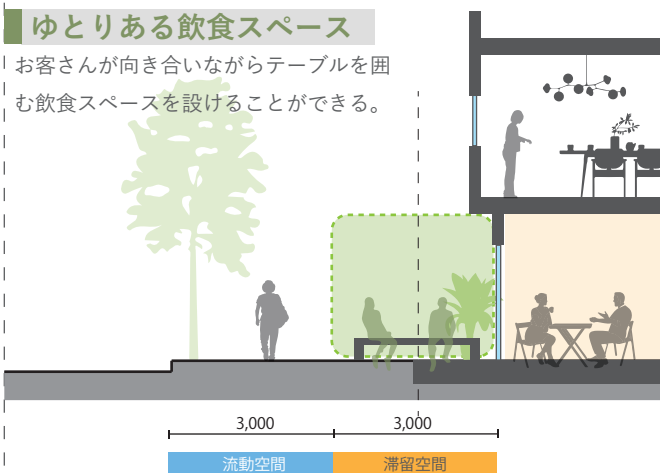 ゆとりある飲食スペース
お客さんが向き合いながらテーブルを囲
む飲食スペースを設けることができる。
3,000 3,000
流動空間 滞留空間